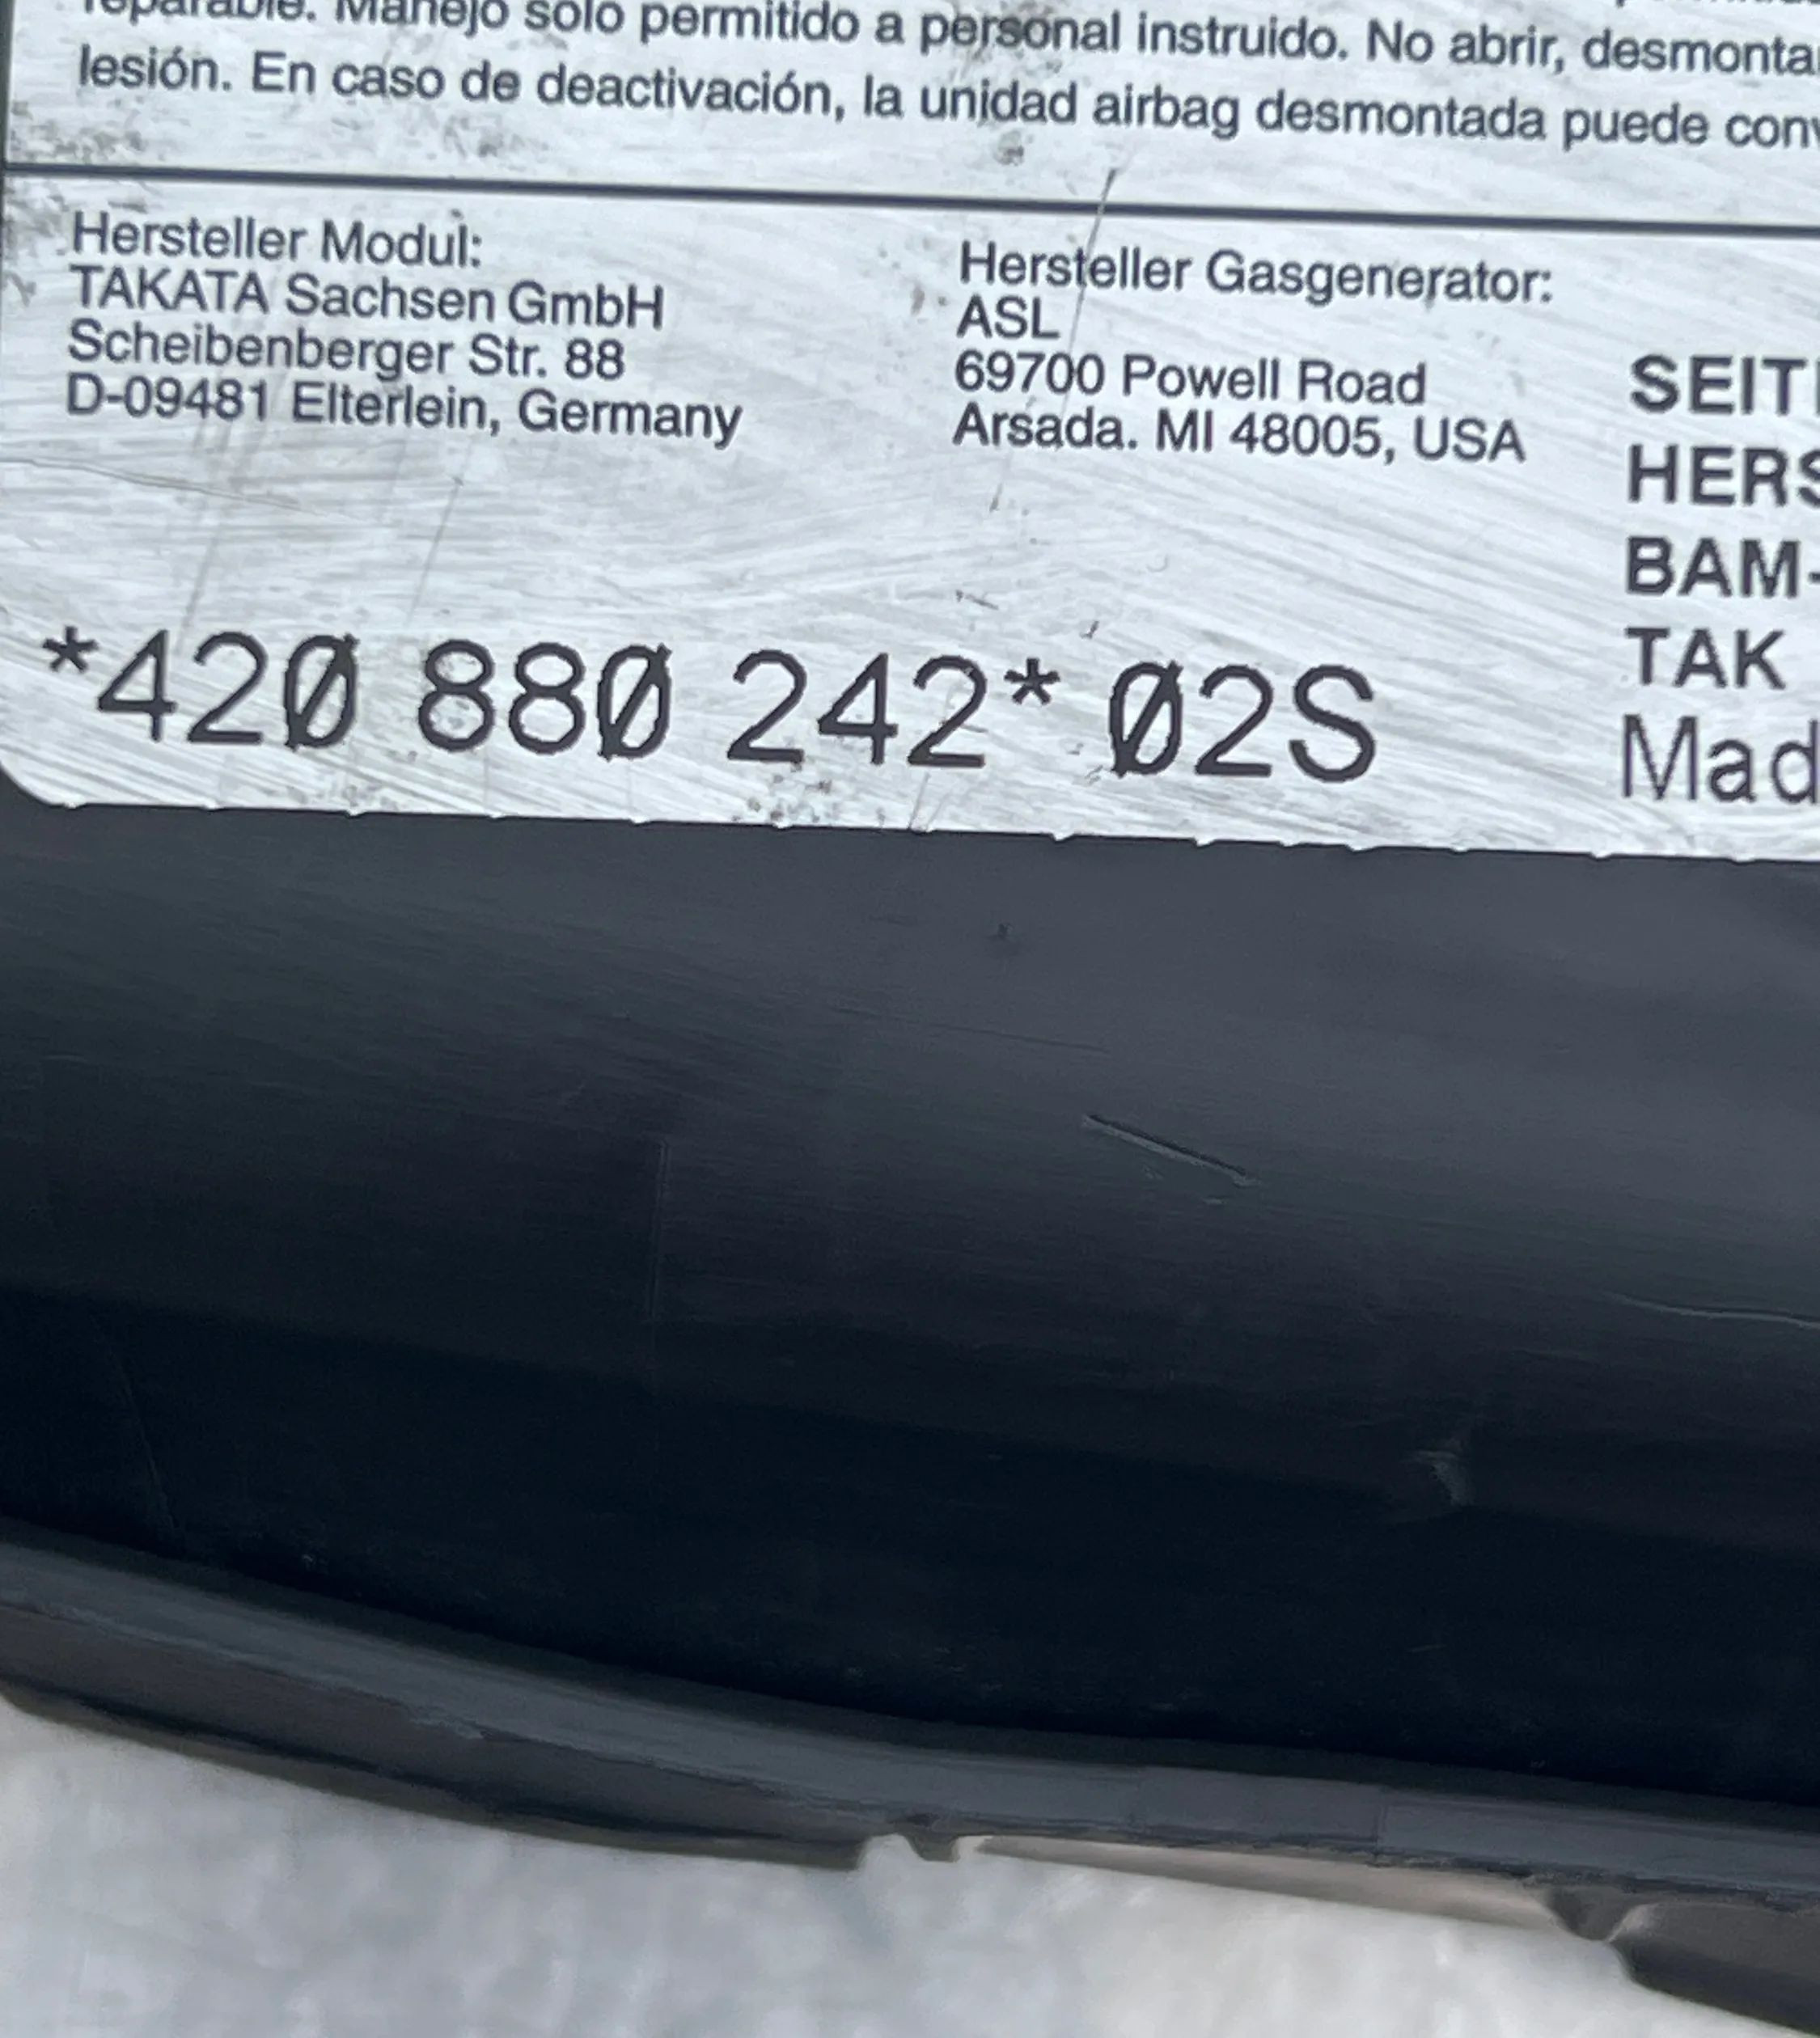 reparable. Manejo solo permitido a personal instruido. No abrir, desmonta
lesión. En caso de deactivación, la unidad airbag desmontada puede conv
Hersteller Modul:
TAKATA Sachsen GmbH
Scheibenberger Str. 88
D-09481 Elterlein, Germany
Hersteller Gasgenerator:
ASL
69700 Powell Road
Arsada. MI 48005, USA
SEIT
HERS
BAM-
TAK
Mad
*420 880 242* 02S